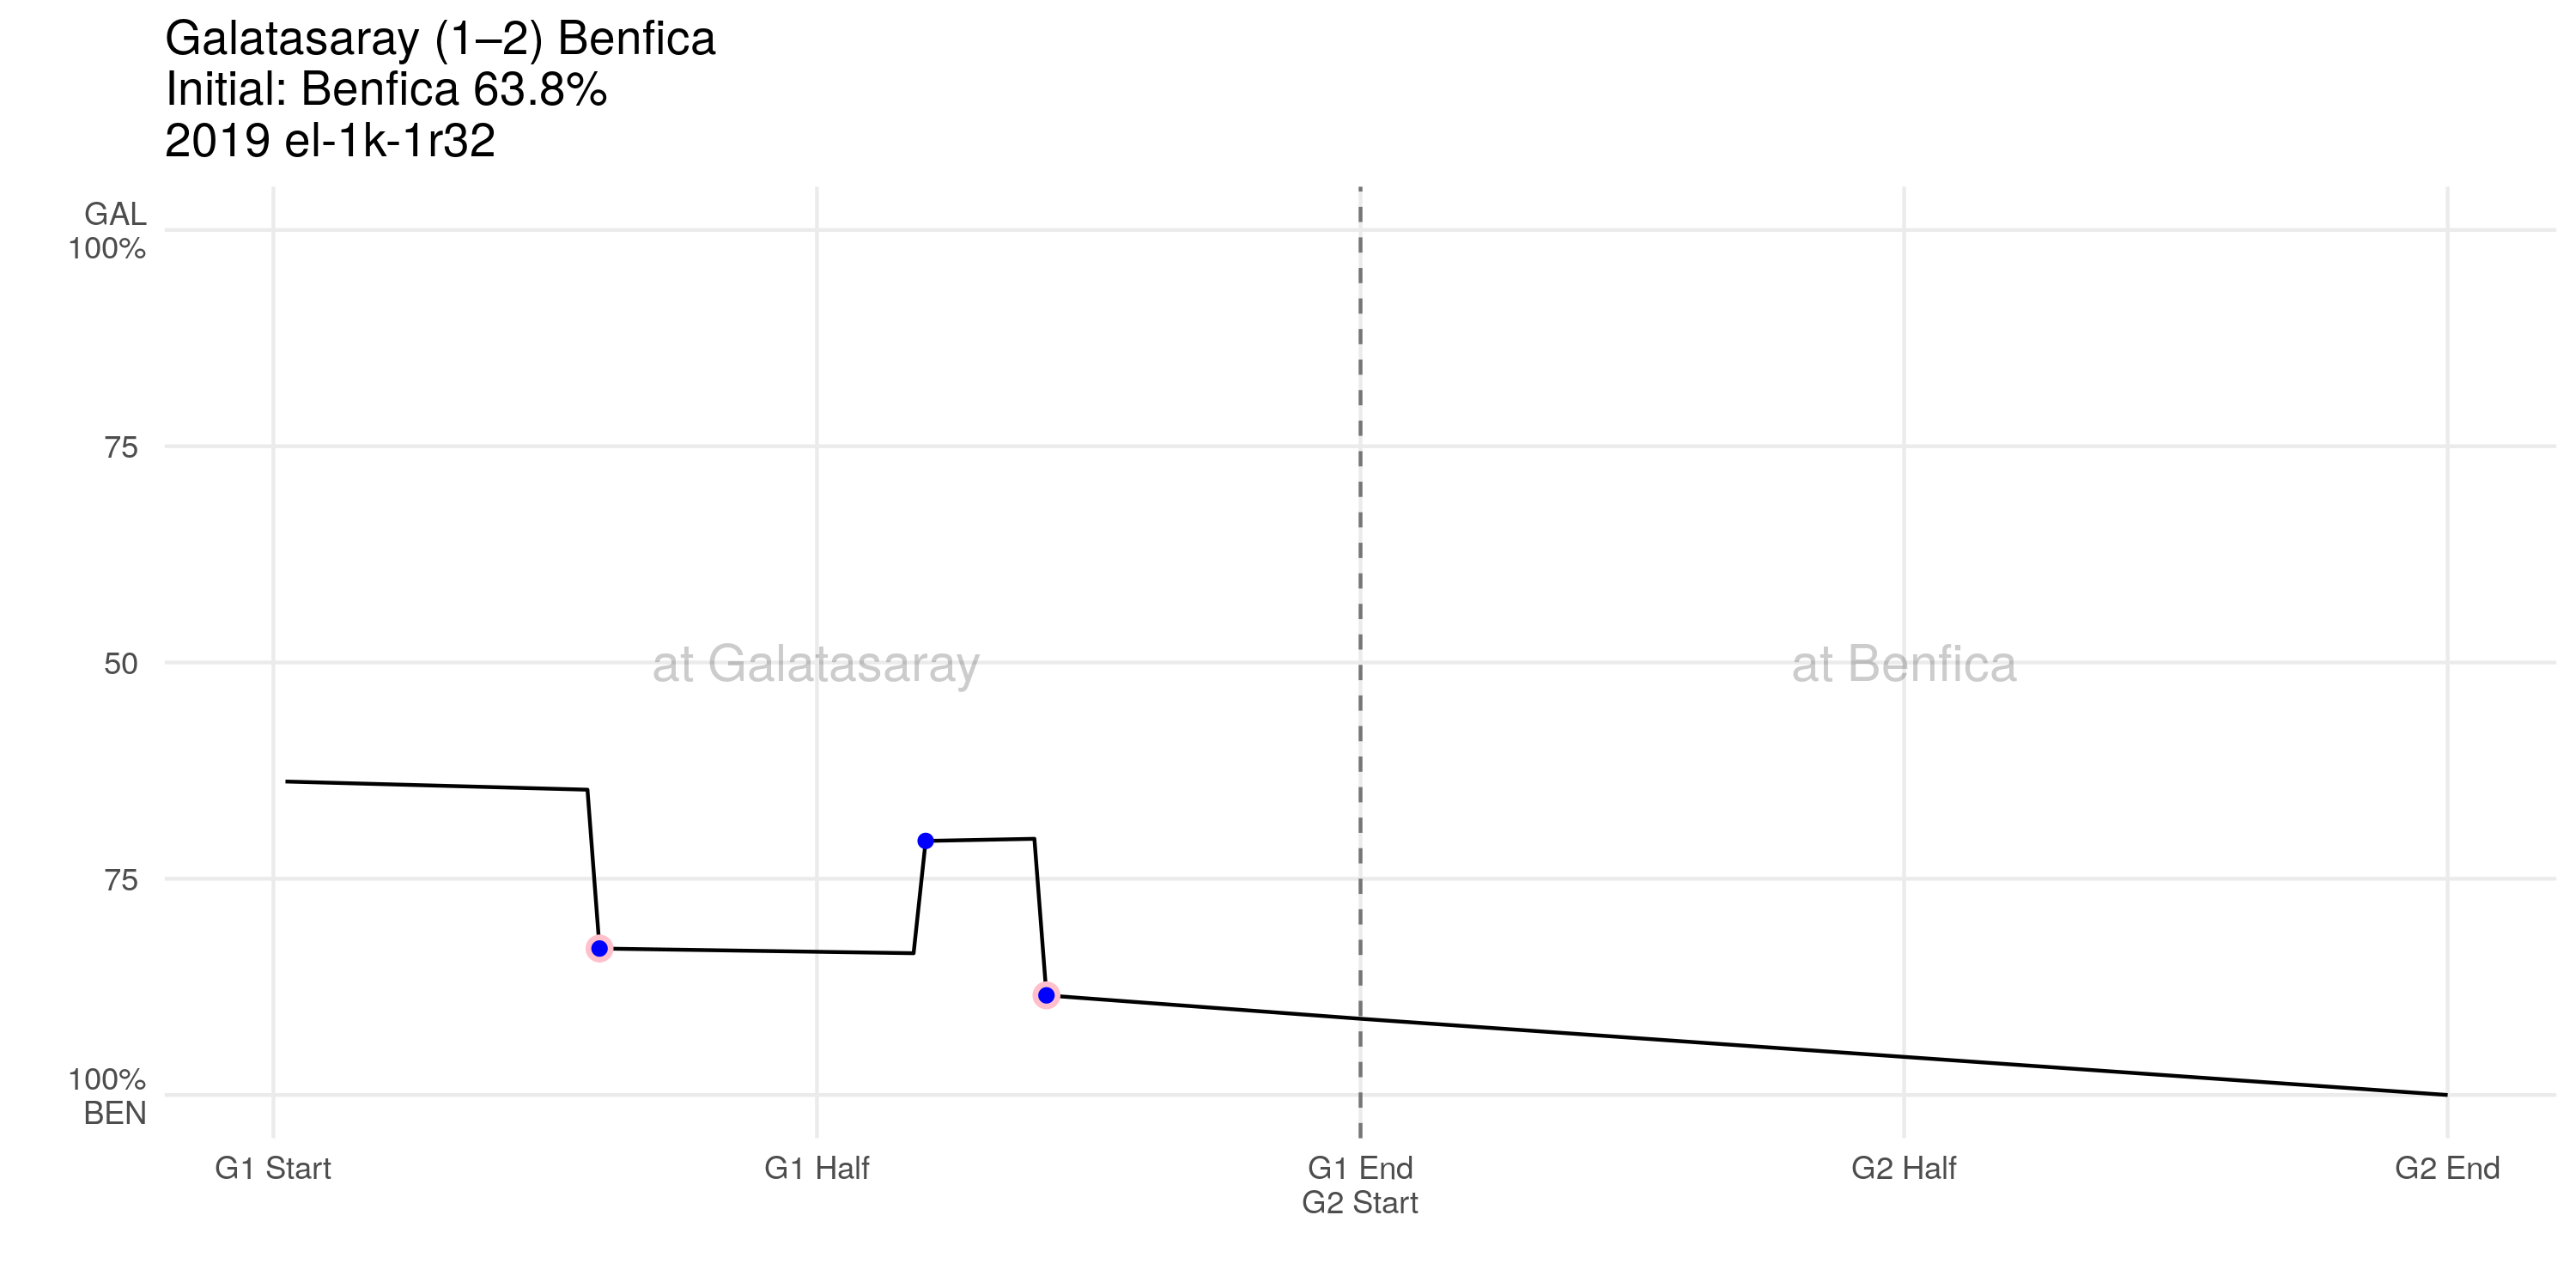 Galatasaray (1–2) Benfica
Initial: Benfica 63.8%
2019 el-1k-1r32
GAL
100%
75
50
75
100%
BEN
at Galatasaray
at Benfica
G1 Start
G1 Half
G1 End
G2 Start
G2 Half
G2 End